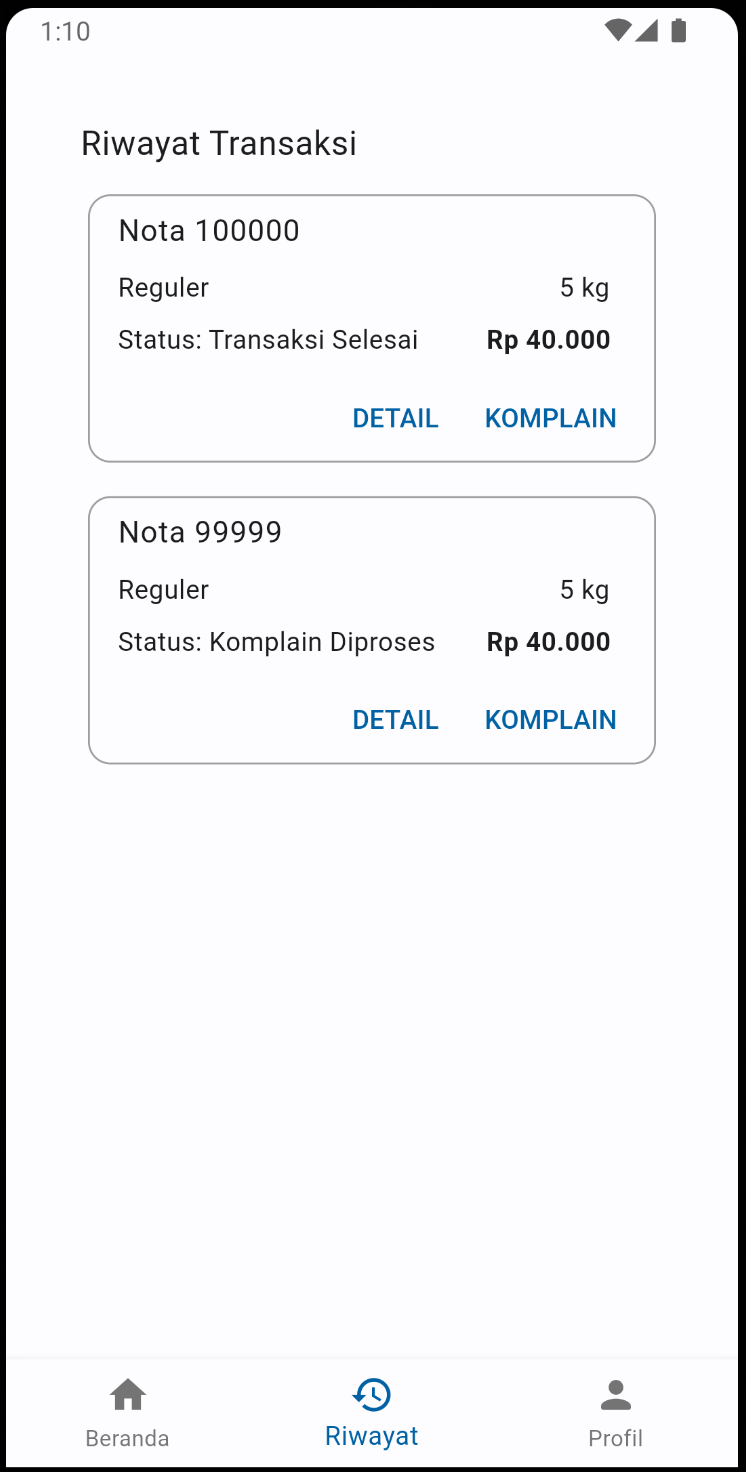 1:10
Riwayat Transaksi
Nota 100000
Reguler 5 kg
Status: Transaksi Selesai Rp 40.000
DETAIL KOMPLAIN
Nota 99999
Reguler 5 kg
Status: Komplain Diproses Rp 40.000
DETAIL KOMPLAIN
Beranda Riwayat Profil